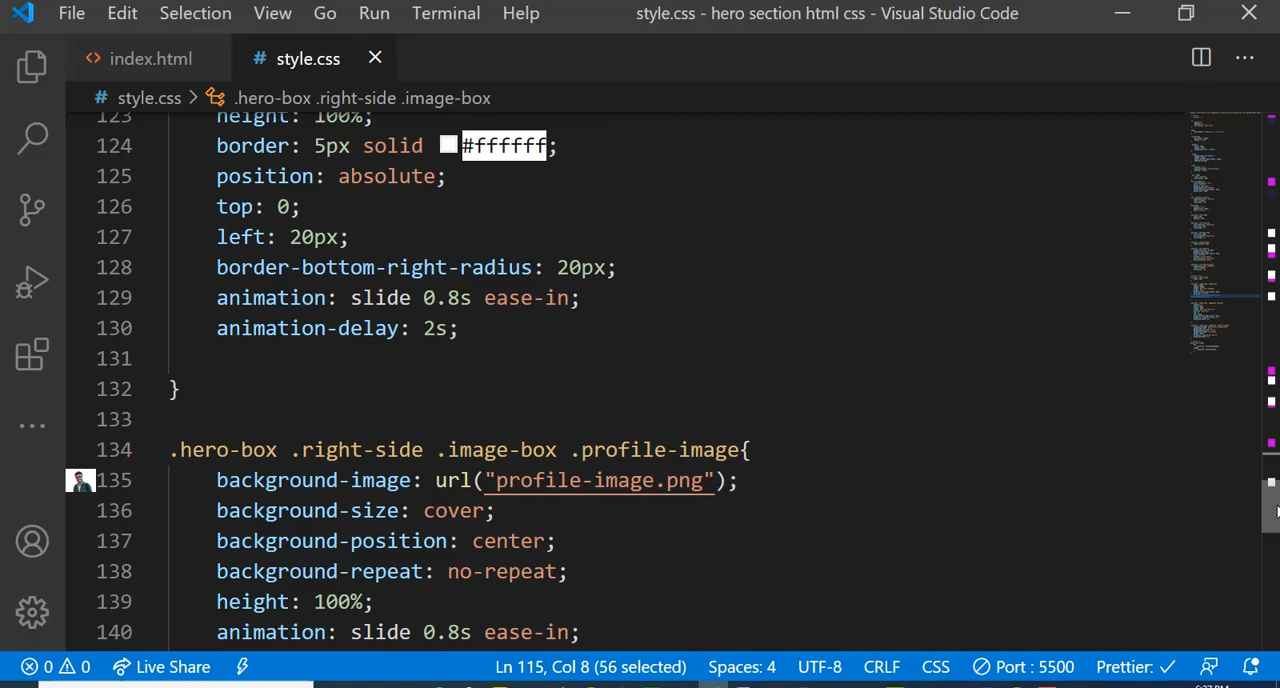 File Edit Selection View Go Run Terminal Help style.css - hero section html css - Visual Studio Code
index.html style.css
style.css > .hero-box .right-side .image-box
123 height: 100%;
124 border: 5px solid #ffffff;
125 position: absolute;
126 top: 0;
127 left: 20px;
128 border-bottom-right-radius: 20px;
129 animation: slide 0.8s ease-in;
130 animation-delay: 2s;
131
132 }
133
134 .hero-box .right-side .image-box .profile-image{
135 background-image: url("profile-image.png");
136 background-size: cover;
137 background-position: center;
138 background-repeat: no-repeat;
139 height: 100%;
140 animation: slide 0.8s ease-in;
0 0 Live Share Ln 115, Col 8 (56 selected) Spaces: 4 UTF-8 CRLF CSS Port : 5500 Prettier: ✓